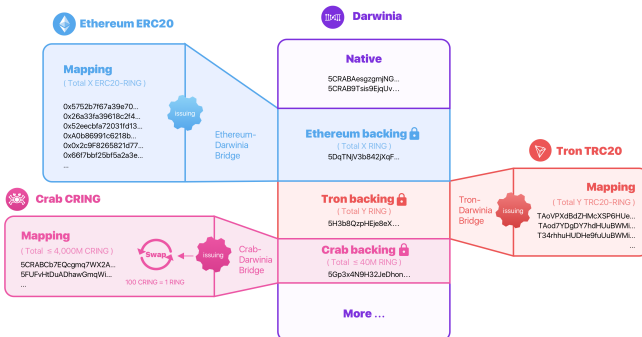 Ethereum ERC20
Darwinia
Mapping
( Total X ERC20-RING )
0x5752b7f67a39e70...
0x26a33fa39618c2f4...
0x52eecbfa72031fd13...
0xA0b86991c6218b...
0x0x2c9F8265821d77...
0x66f7bbf25bf5a2a3e...
...
issuing
Ethereum-
Darwinia
Bridge
Native
5CRABAesgzgmjNG...
5CRAB9Tsis9EjqUv...
Ethereum backing
( Total X RING )
5DqTNjV3b842jXqF...
Tron backing
( Total Y RING )
5H3b8QzpHEje8eX...
Crab backing
( Total ≤ 40M RING )
5Gp3x4N9H32JeDhon...
More ...
Tron TRC20
Mapping
( Total Y TRC20-RING )
TAoVPXdBdZHMcXSP6HUe...
TAod7YDgDY7hdHUuBWMi...
T34rhhuHUDHe9fuUuBWMi...
...
issuing
Tron-
Darwinia
Bridge
Crab CRING
Mapping
( Total ≤ 4,000M CRING )
5CRABCb7EQcgmq7WX2A...
5FUFvHtDuADhawGmqWi...
...
Swap
100 CRING = 1 RING
issuing
Crab-
Darwinia
Bridge